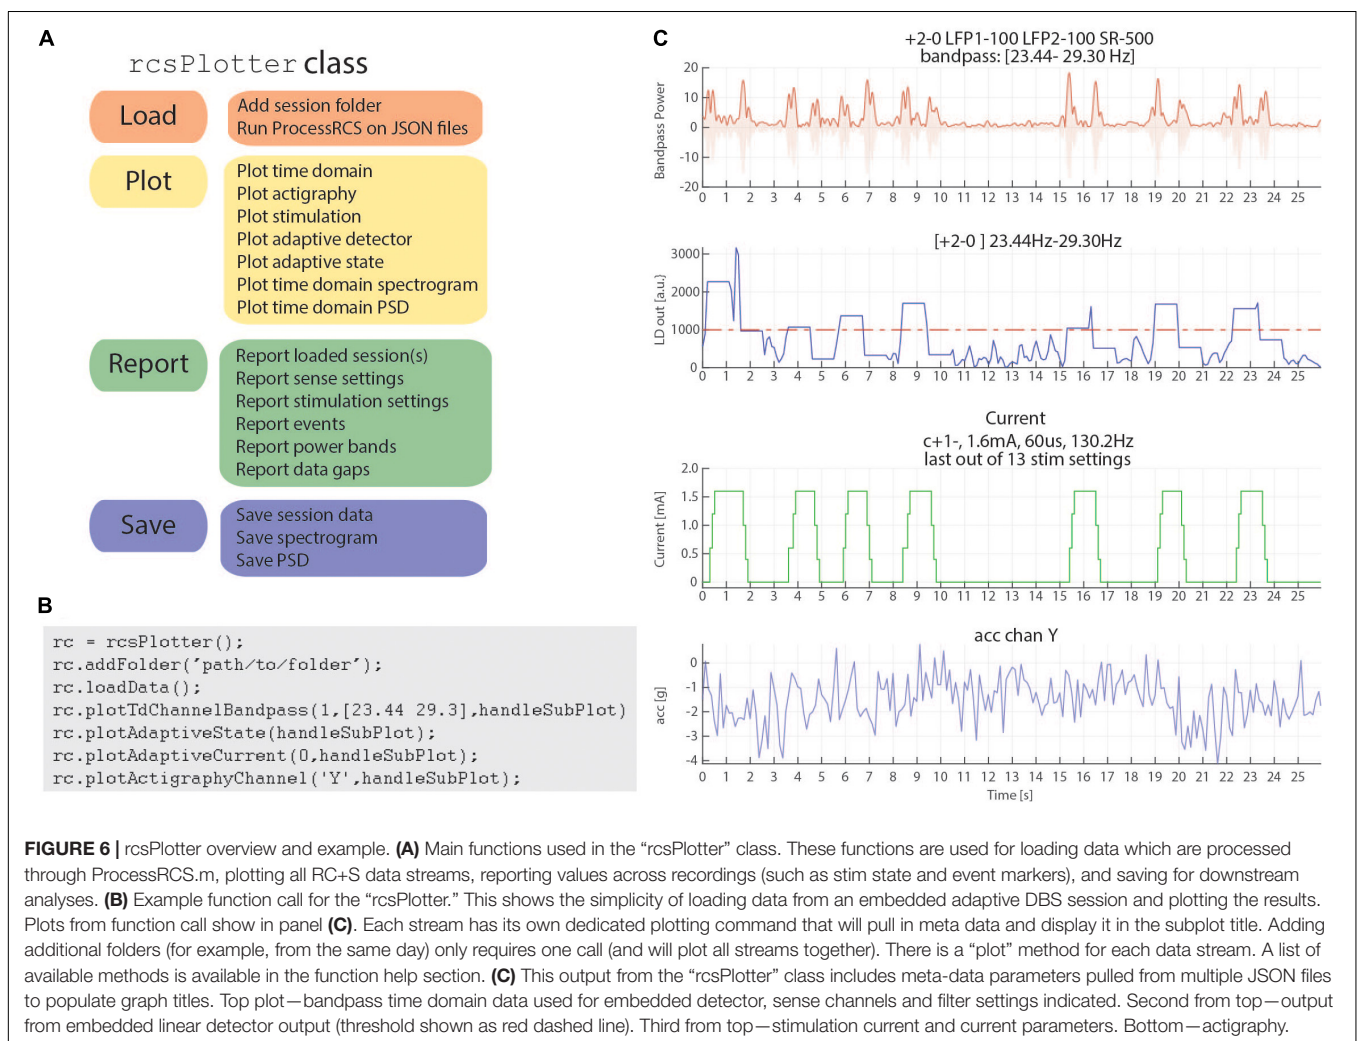 A
rcsPlotter class
Load
Add session folder
Run ProcessRCS on JSON files
Plot
Plot time domain
Plot actigraphy
Plot stimulation
Plot adaptive detector
Plot adaptive state
Plot time domain spectrogram
Plot time domain PSD
Report
Report loaded session(s)
Report sense settings
Report stimulation settings
Report events
Report power bands
Report data gaps
Save
Save session data
Save spectrogram
Save PSD
B
rc = rcsPlotter();
rc.addFolder('path/to/folder');
rc.loadData();
rc.plotTdChannelBandpass(1,[23.44 29.3],handleSubPlot)
rc.plotAdaptiveState(handleSubPlot);
rc.plotAdaptiveCurrent(0,handleSubPlot);
rc.plotActigraphyChannel('Y',handleSubPlot);
C
+2-0 LFP1-100 LFP2-100 SR-500
bandpass: [23.44- 29.30 Hz]
Bandpass Power
20
10
0
-10
-20
0 1 2 3 4 5 6 7 8 9 10 11 12 13 14 15 16 17 18 19 20 21 22 23 24 25
[+2-0 ] 23.44Hz-29.30Hz
LD out [a.u.]
3000
2000
1000
0
0 1 2 3 4 5 6 7 8 9 10 11 12 13 14 15 16 17 18 19 20 21 22 23 24 25
Current
c+1-, 1.6mA, 60us, 130.2Hz
last out of 13 stim settings
Current [mA]
2.0
1.5
1.0
0.5
0
0 1 2 3 4 5 6 7 8 9 10 11 12 13 14 15 16 17 18 19 20 21 22 23 24 25
acc chan Y
acc [g]
0
-1
-2
-3
-4
0 1 2 3 4 5 6 7 8 9 10 11 12 13 14 15 16 17 18 19 20 21 22 23 24 25
Time [s]
FIGURE 6 | rcsPlotter overview and example. (A) Main functions used in the “rcsPlotter” class. These functions are used for loading data which are processed
through ProcessRCS.m, plotting all RC+S data streams, reporting values across recordings (such as stim state and event markers), and saving for downstream
analyses. (B) Example function call for the “rcsPlotter.” This shows the simplicity of loading data from an embedded adaptive DBS session and plotting the results.
Plots from function call show in panel (C). Each stream has its own dedicated plotting command that will pull in meta data and display it in the subplot title. Adding
additional folders (for example, from the same day) only requires one call (and will plot all streams together). There is a “plot” method for each data stream. A list of
available methods is available in the function help section. (C) This output from the “rcsPlotter” class includes meta-data parameters pulled from multiple JSON files
to populate graph titles. Top plot—bandpass time domain data used for embedded detector, sense channels and filter settings indicated. Second from top—output
from embedded linear detector output (threshold shown as red dashed line). Third from top—stimulation current and current parameters. Bottom—actigraphy.